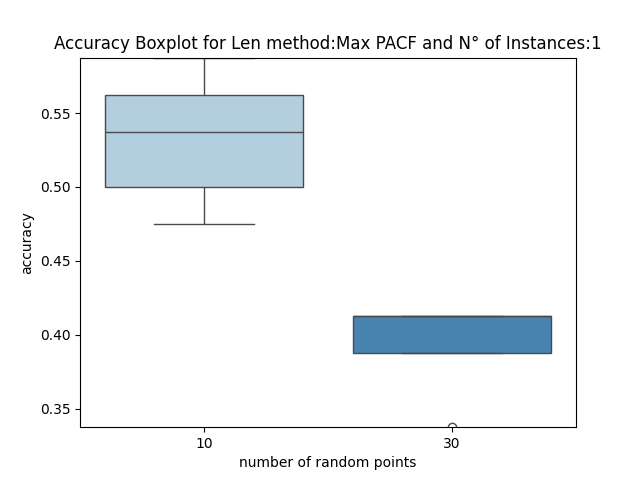 Accuracy Boxplot for Len method:Max PACF and N° of Instances:1
0.55
0.50
0.45
0.40
0.35
accuracy
10
30
number of random points